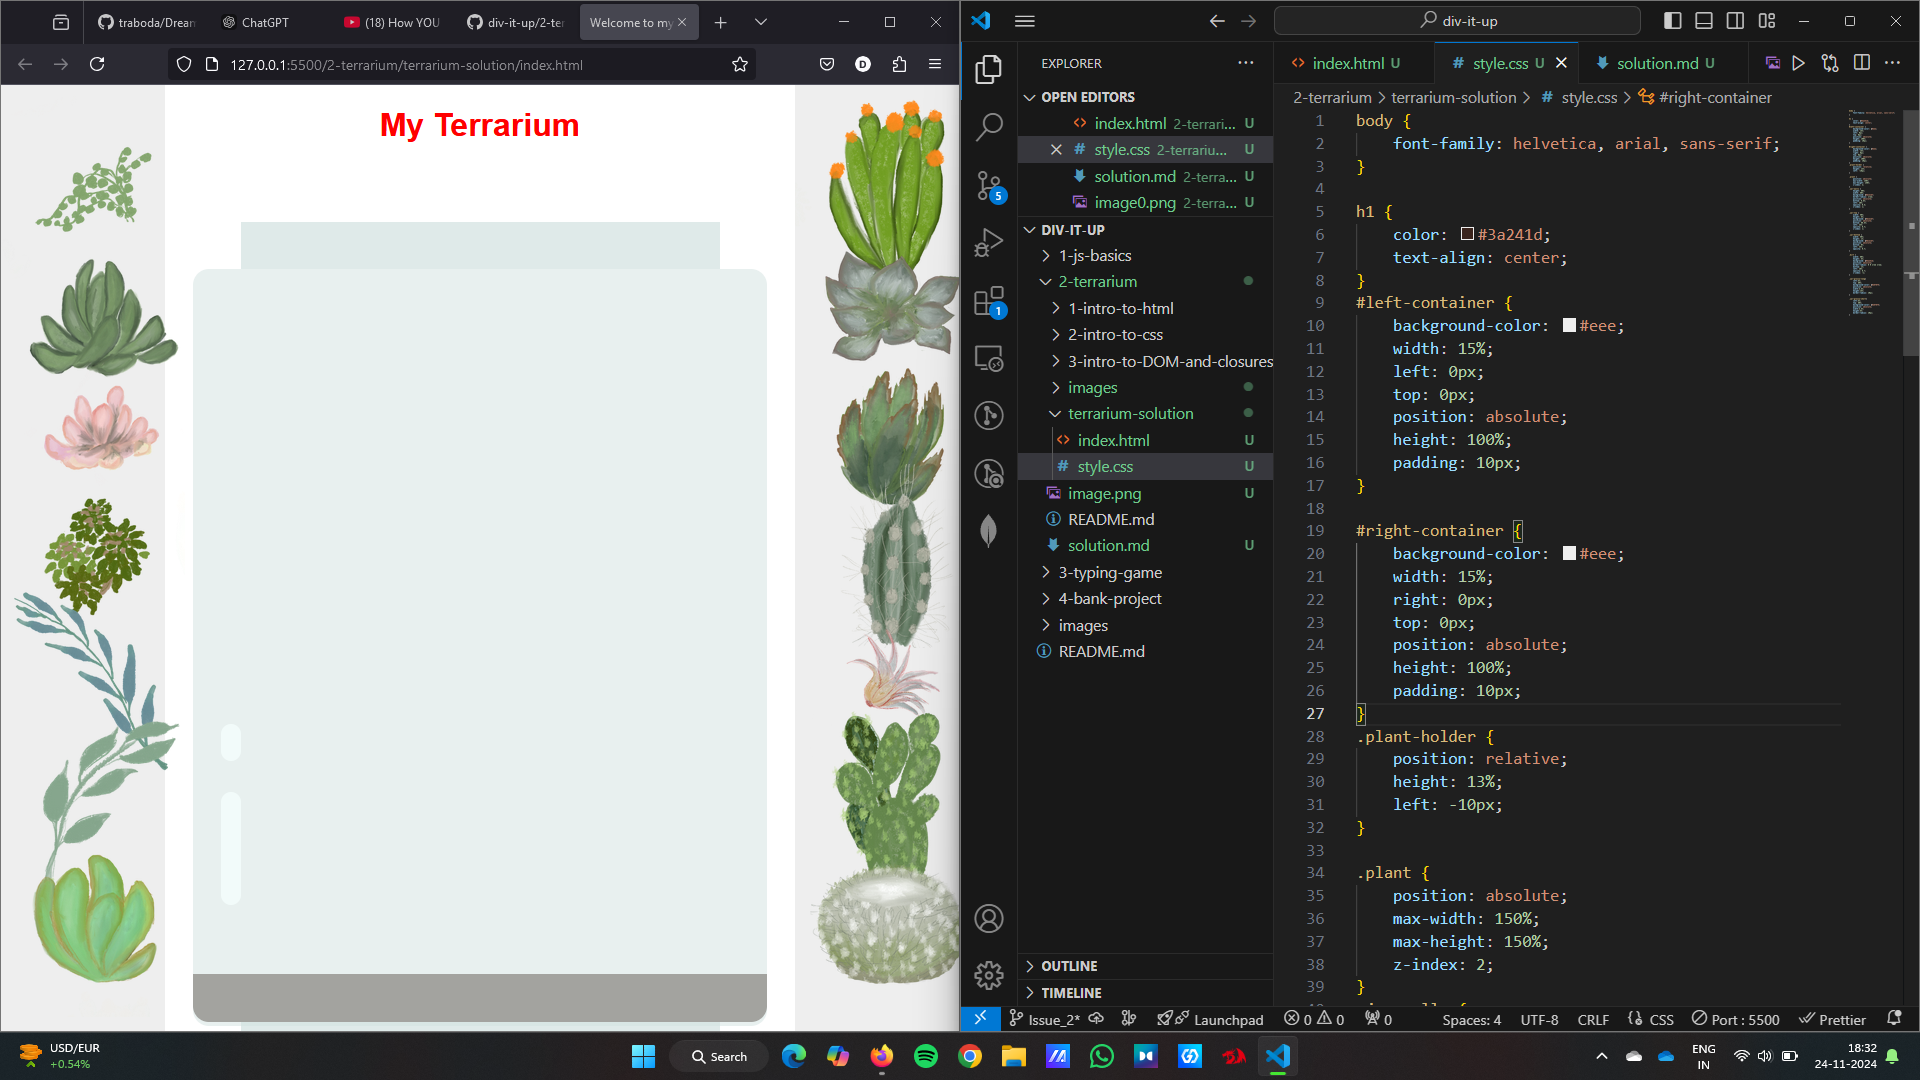 traboda/Dream
ChatGPT
(18) How YOU
div-it-up/2-ter
Welcome to my
127.0.0.1:5500/2-terrarium/terrarium-solution/index.html
My Terrarium
div-it-up
EXPLORER
OPEN EDITORS
index.html 2-terrari... U
style.css 2-terrariu... U
solution.md 2-terra... U
image0.png 2-terra... U
DIV-IT-UP
1-js-basics
2-terrarium
1-intro-to-html
2-intro-to-css
3-intro-to-DOM-and-closures
images
terrarium-solution
index.html U
style.css U
image.png U
README.md
solution.md U
3-typing-game
4-bank-project
images
README.md
OUTLINE
TIMELINE
5
1
index.html U
style.css U
solution.md U
2-terrarium > terrarium-solution > # style.css > #right-container
1 body {
2 font-family: helvetica, arial, sans-serif;
3 }
4
5 h1 {
6 color: #3a241d;
7 text-align: center;
8 }
9 #left-container {
10 background-color: #eee;
11 width: 15%;
12 left: 0px;
13 top: 0px;
14 position: absolute;
15 height: 100%;
16 padding: 10px;
17 }
18
19 #right-container {
20 background-color: #eee;
21 width: 15%;
22 right: 0px;
23 top: 0px;
24 position: absolute;
25 height: 100%;
26 padding: 10px;
27 }
28 .plant-holder {
29 position: relative;
30 height: 13%;
31 left: -10px;
32 }
33
34 .plant {
35 position: absolute;
36 max-width: 150%;
37 max-height: 150%;
38 z-index: 2;
39 }
Issue_2* Launchpad 0 0 0 Spaces: 4 UTF-8 CRLF {} CSS Port : 5500 Prettier
USD/EUR
+0.54%
Search
ENG
IN
18:32
24-11-2024